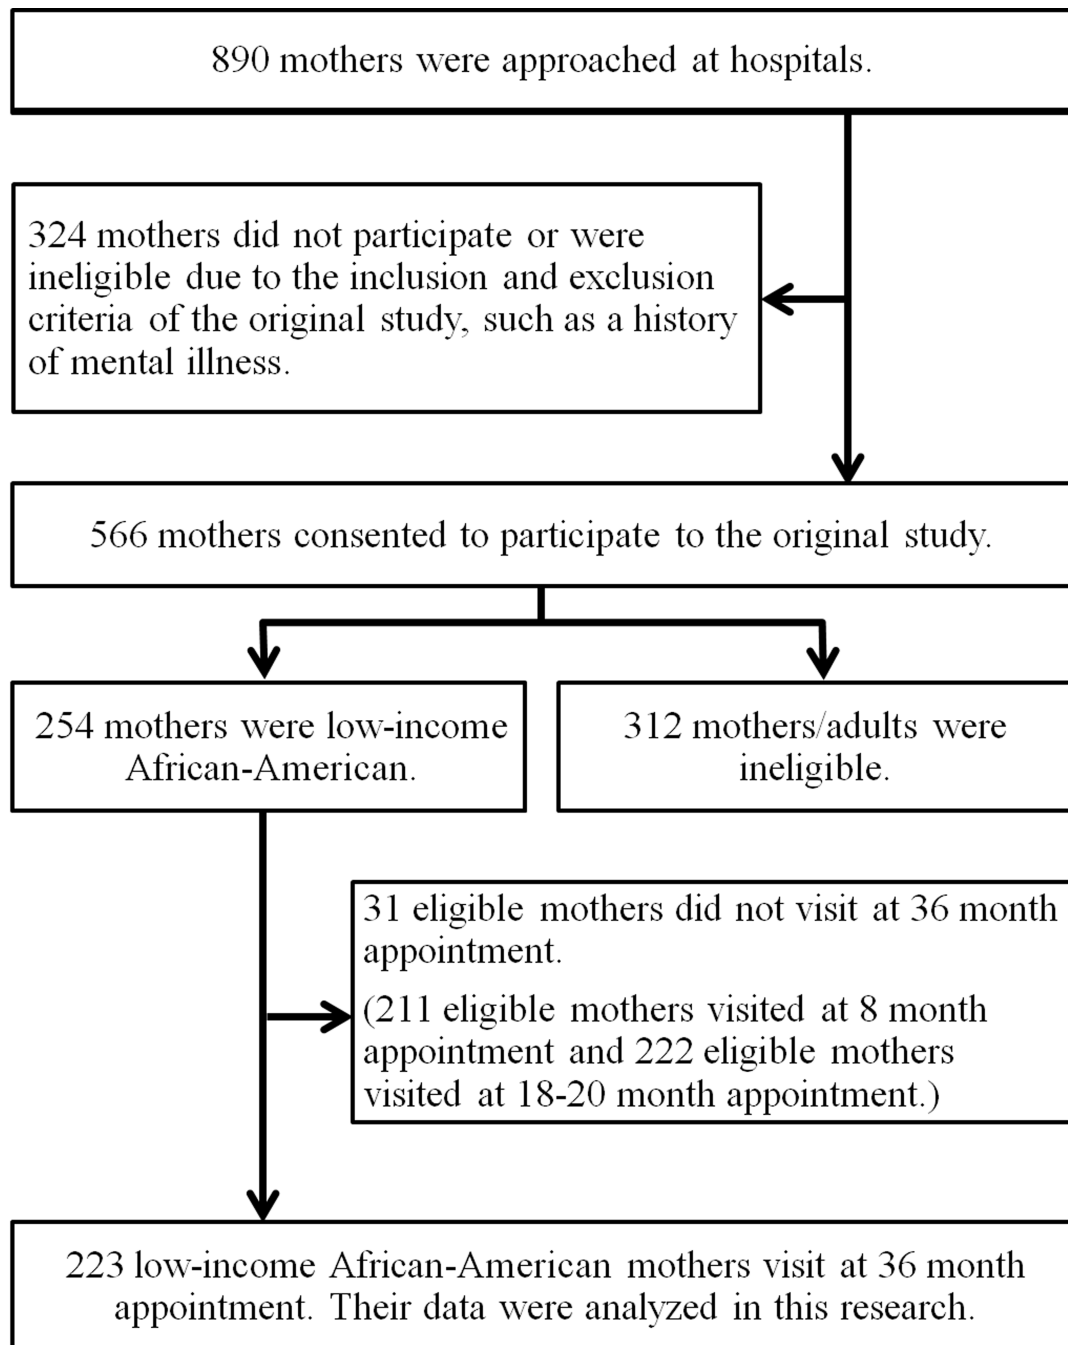 890 mothers were approached at hospitals.
324 mothers did not participate or were
ineligible due to the inclusion and exclusion
criteria of the original study, such as a history
of mental illness.
566 mothers consented to participate to the original study.
254 mothers were low-income
African-American.
312 mothers/adults were
ineligible.
31 eligible mothers did not visit at 36 month
appointment.
(211 eligible mothers visited at 8 month
appointment and 222 eligible mothers
visited at 18-20 month appointment.)
223 low-income African-American mothers visit at 36 month
appointment. Their data were analyzed in this research.